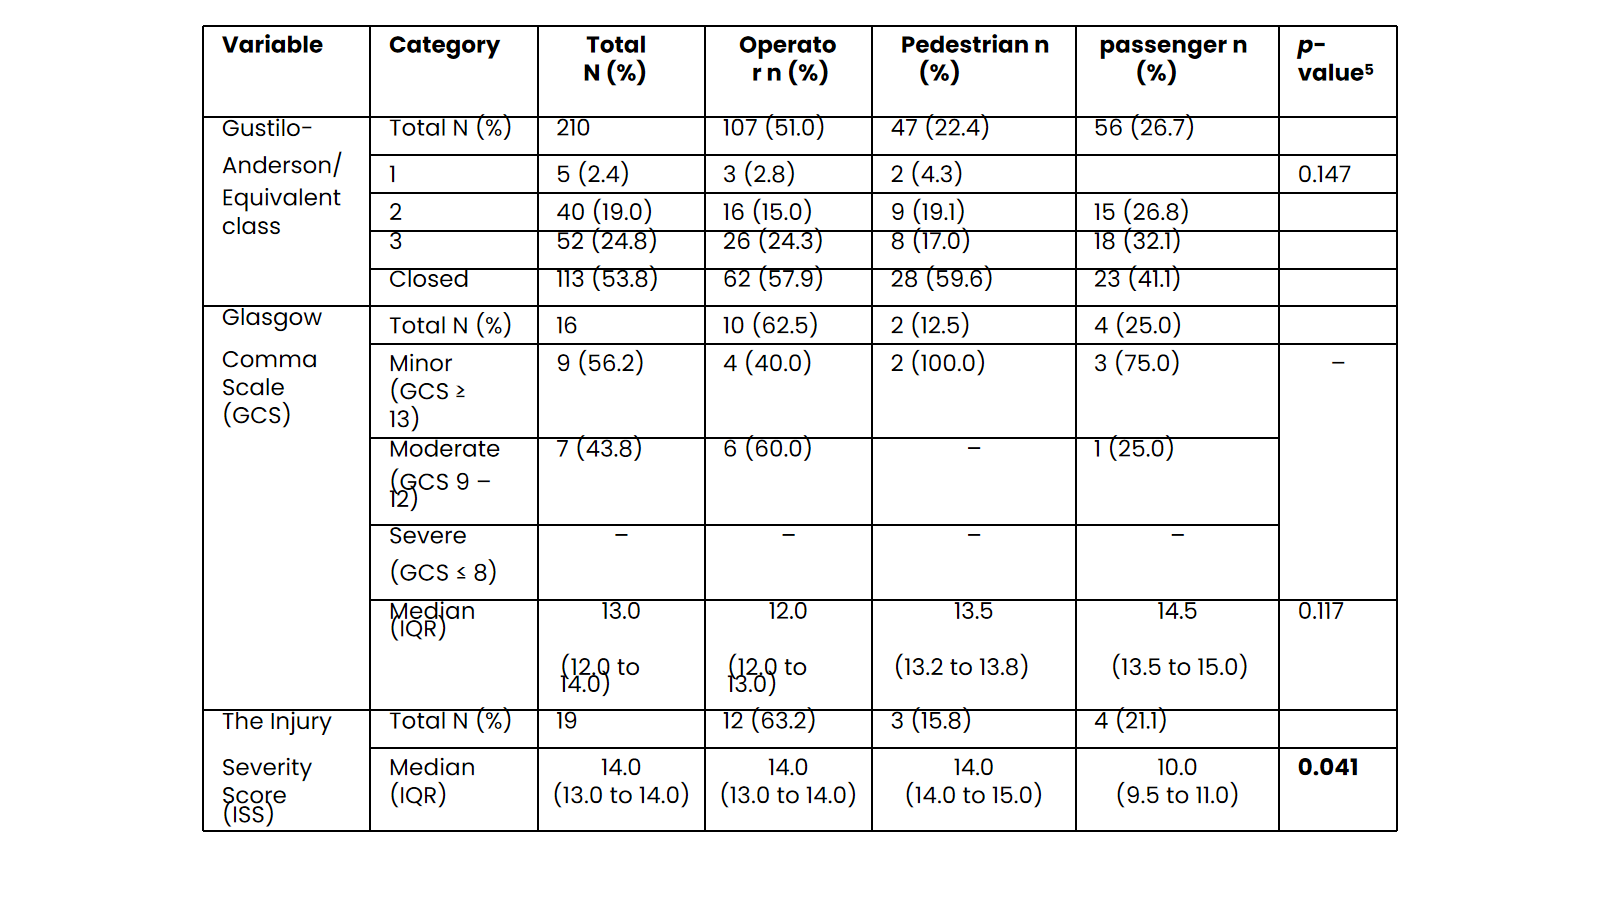 Variable Category Total N (%) Operato r n (%) Pedestrian n (%) passenger n (%) p- value⁵
Gustilo- Anderson/ Equivalent class
Total N (%) 210 107 (51.0) 47 (22.4) 56 (26.7)
1 5 (2.4) 3 (2.8) 2 (4.3) 0.147
2 40 (19.0) 16 (15.0) 9 (19.1) 15 (26.8)
3 52 (24.8) 26 (24.3) 8 (17.0) 18 (32.1)
Closed 113 (53.8) 62 (57.9) 28 (59.6) 23 (41.1)
Glasgow Comma Scale (GCS)
Total N (%) 16 10 (62.5) 2 (12.5) 4 (25.0)
Minor (GCS ≥ 13) 9 (56.2) 4 (40.0) 2 (100.0) 3 (75.0) –
Moderate (GCS 9 – 12) 7 (43.8) 6 (60.0) – 1 (25.0)
Severe (GCS ≤ 8) – – – –
Median (IQR) 13.0 (12.0 to 14.0) 12.0 (12.0 to 13.0) 13.5 (13.2 to 13.8) 14.5 (13.5 to 15.0) 0.117
The Injury Severity Score (ISS)
Total N (%) 19 12 (63.2) 3 (15.8) 4 (21.1)
Median (IQR) 14.0 (13.0 to 14.0) 14.0 (13.0 to 14.0) 14.0 (14.0 to 15.0) 10.0 (9.5 to 11.0) 0.041